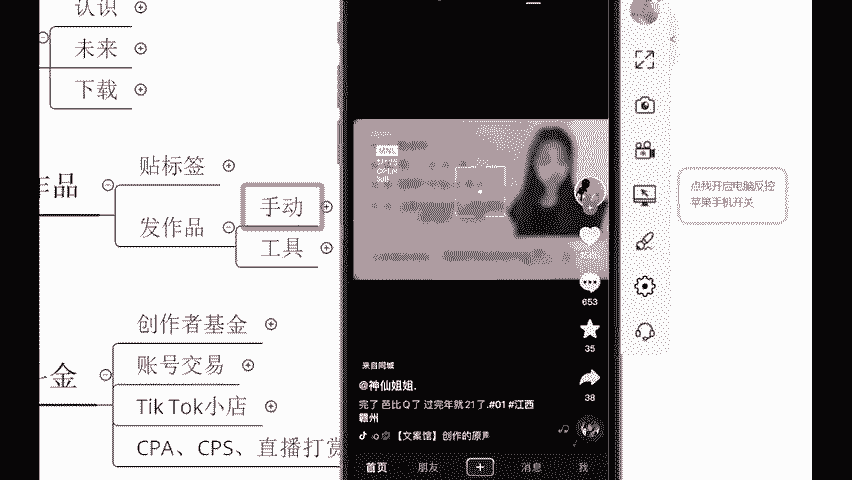 认识
未来
下载
作品
贴标签
发作品
手动
工具
金
创作者基金
账号交易
TikTok小店
CPA、CPS、直播打赏
653
35
38
来自同城
@神仙姐姐.
完了 芭比Q了 过完年就21了.#01 #江西
赣州
【文案馆】创作的原声
首页
朋友
消息
我
点我开启电脑反控
苹果手机开关